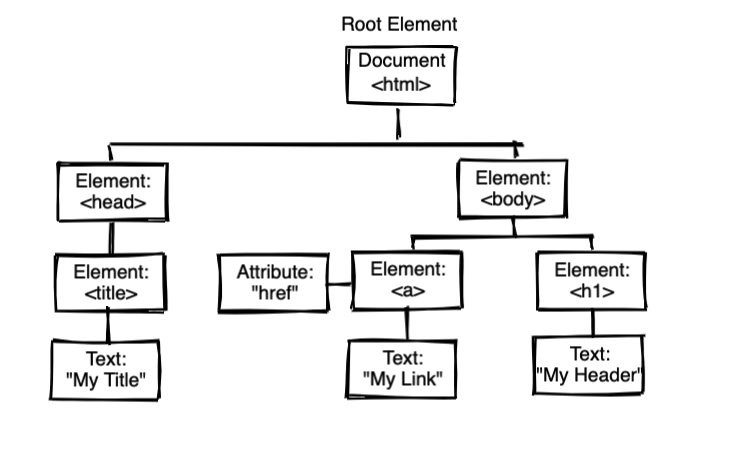 Root Element
Document
<html>
Element:
<head>
Element:
<body>
Element:
<title>
Attribute:
"href"
Element:
<a>
Element:
<h1>
Text:
"My Title"
Text:
"My Link"
Text:
"My Header"